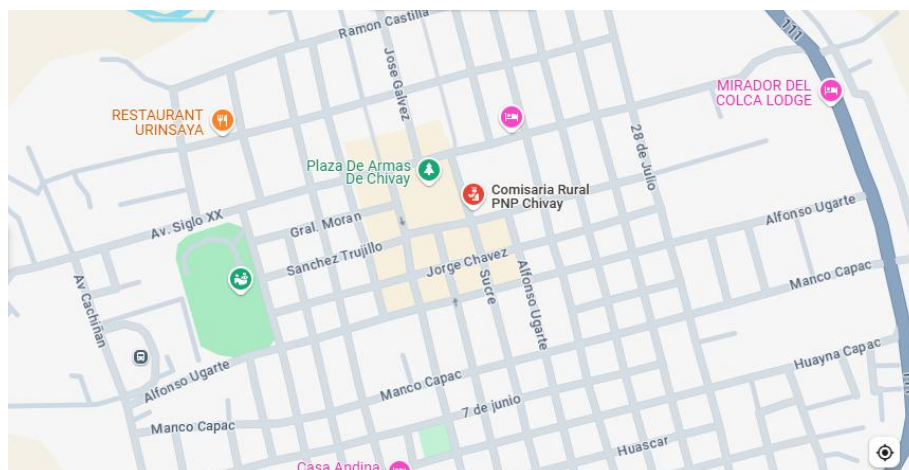 Ramon Castilla
111
Jose Galvez
MIRADOR DEL
COLCA LODGE
RESTAURANT
URINSAYA
28 de Julio
Plaza De Armas
De Chivay
Comisaria Rural
PNP Chivay
Av. Siglo XX
Gral. Moran
Alfonso Ugarte
Sanchez Trujillo
Jorge Chavez
Sucre
Alfonso Ugarte
Manco Capac
Av Cachiñan
Huayna Capac
Alfonso Ugarte
Manco Capac
7 de junio
Manco Capac
Huascar
Casa Andina